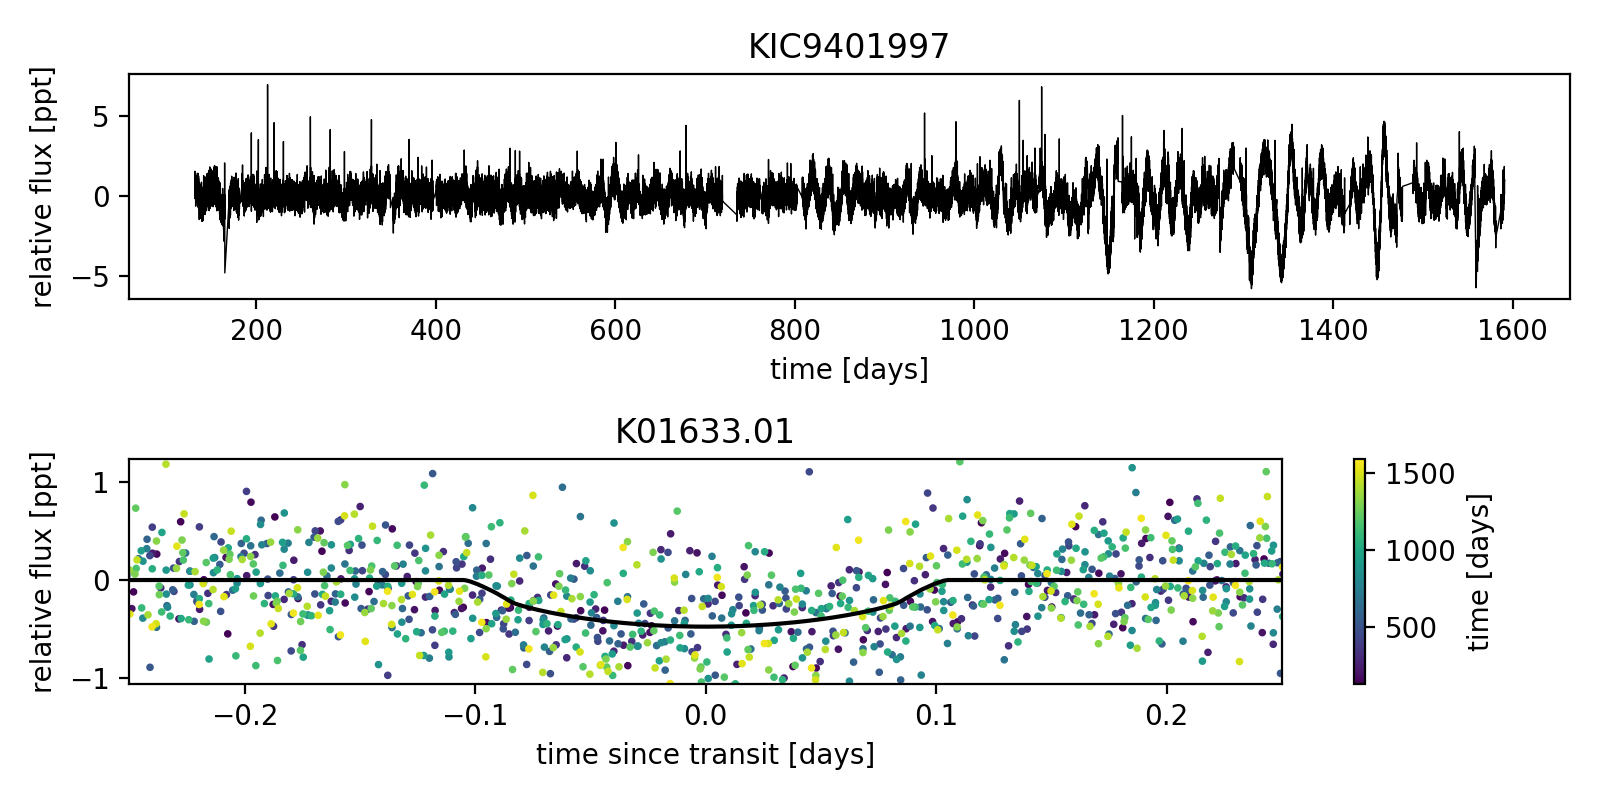 KIC9401997
relative flux [ppt]
5
0
−5
200 400 600 800 1000 1200 1400 1600
time [days]
K01633.01
relative flux [ppt]
1
0
−1
−0.2 −0.1 0.0 0.1 0.2
time since transit [days]
1500
1000
500
time [days]